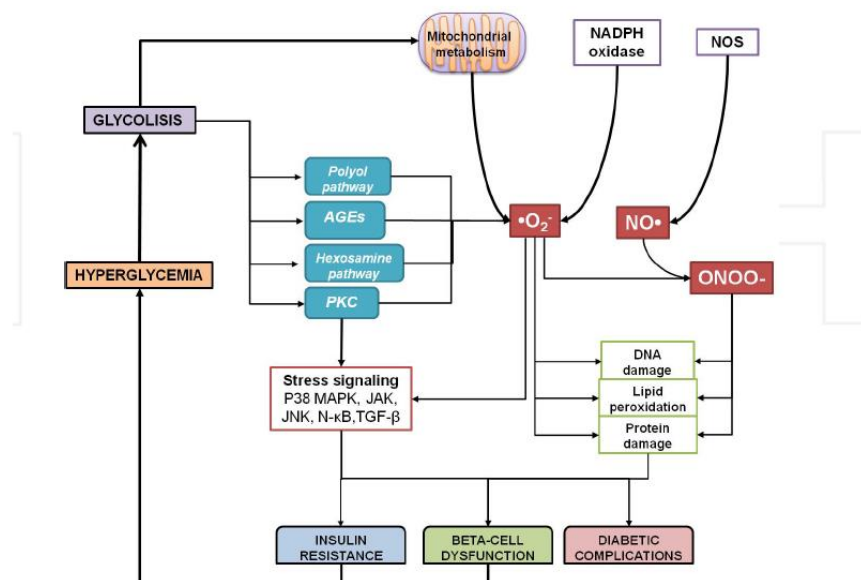 Mitochondrial
metabolism
NADPH
oxidase
NOS
GLYCOLISIS
Polyol
pathway
AGEs
•O₂⁻
NO•
Hexosamine
pathway
HYPERGLYCEMIA
ONOO-
PKC
DNA
damage
Stress signaling
P38 MAPK, JAK,
JNK, N-κB,TGF-β
Lipid
peroxidation
Protein
damage
INSULIN
RESISTANCE
BETA-CELL
DYSFUNCTION
DIABETIC
COMPLICATIONS